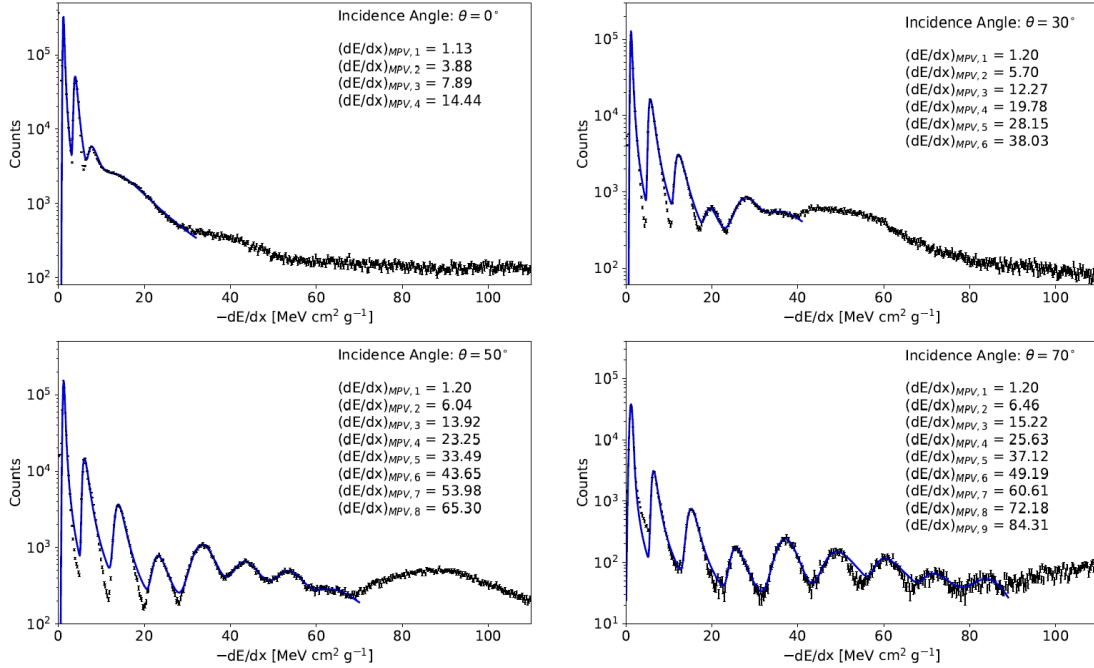 Incidence Angle: θ = 0°
(dE/dx)MPV,1 = 1.13
(dE/dx)MPV,2 = 3.88
(dE/dx)MPV,3 = 7.89
(dE/dx)MPV,4 = 14.44
10^5
10^4
10^3
10^2
Counts
0 20 40 60 80 100
−dE/dx [MeV cm² g⁻¹]
Incidence Angle: θ = 30°
(dE/dx)MPV,1 = 1.20
(dE/dx)MPV,2 = 5.70
(dE/dx)MPV,3 = 12.27
(dE/dx)MPV,4 = 19.78
(dE/dx)MPV,5 = 28.15
(dE/dx)MPV,6 = 38.03
10^5
10^4
10^3
10^2
Counts
0 20 40 60 80 100
−dE/dx [MeV cm² g⁻¹]
Incidence Angle: θ = 50°
(dE/dx)MPV,1 = 1.20
(dE/dx)MPV,2 = 6.04
(dE/dx)MPV,3 = 13.92
(dE/dx)MPV,4 = 23.25
(dE/dx)MPV,5 = 33.49
(dE/dx)MPV,6 = 43.65
(dE/dx)MPV,7 = 53.98
(dE/dx)MPV,8 = 65.30
10^5
10^4
10^3
10^2
Counts
0 20 40 60 80 100
−dE/dx [MeV cm² g⁻¹]
Incidence Angle: θ = 70°
(dE/dx)MPV,1 = 1.20
(dE/dx)MPV,2 = 6.46
(dE/dx)MPV,3 = 15.22
(dE/dx)MPV,4 = 25.63
(dE/dx)MPV,5 = 37.12
(dE/dx)MPV,6 = 49.19
(dE/dx)MPV,7 = 60.61
(dE/dx)MPV,8 = 72.18
(dE/dx)MPV,9 = 84.31
10^5
10^4
10^3
10^2
10^1
Counts
0 20 40 60 80 100
−dE/dx [MeV cm² g⁻¹]